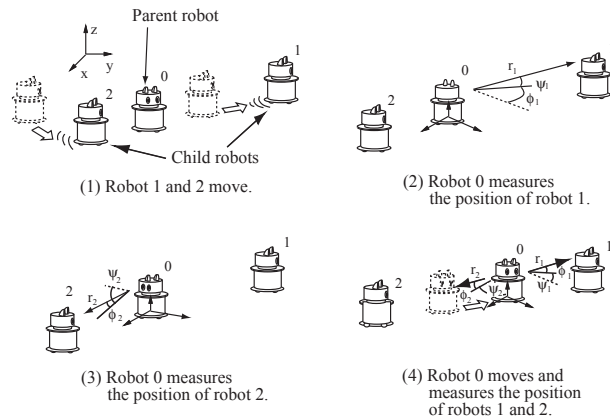 Parent robot
z
y
x
0
1
2
Child robots
(1) Robot 1 and 2 move.
0
1
2
r1
ψ1
ϕ1
(2) Robot 0 measures
the position of robot 1.
0
1
2
ψ2
r2
ϕ2
(3) Robot 0 measures
the position of robot 2.
0
1
2
r2
ϕ2
ψ2
r1
ϕ1
ψ1
(4) Robot 0 moves and
measures the position
of robots 1 and 2.